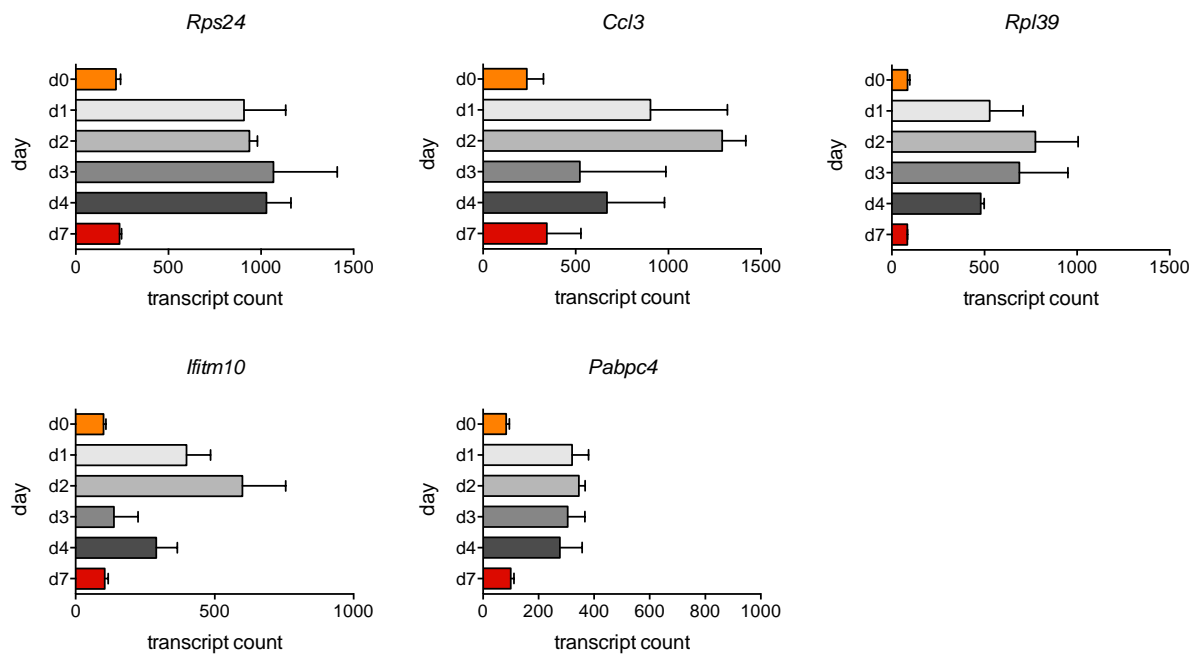 Rps24
day
d0
d1
d2
d3
d4
d7
0 500 1000 1500
transcript count
Ccl3
day
d0
d1
d2
d3
d4
d7
0 500 1000 1500
transcript count
Rpl39
day
d0
d1
d2
d3
d4
d7
0 500 1000 1500
transcript count
Ifitm10
day
d0
d1
d2
d3
d4
d7
0 500 1000
transcript count
Pabpc4
day
d0
d1
d2
d3
d4
d7
0 200 400 600 800 1000
transcript count